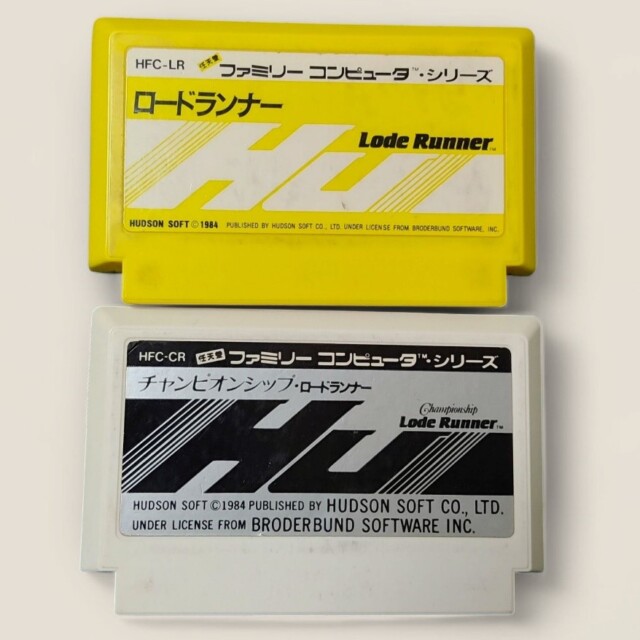 HFC-LR 任天堂 ファミリー コンピュータ™・シリーズ
ロードランナー
Lode Runner™
HU
HUDSON SOFT © 1984 PUBLISHED BY HUDSON SOFT CO., LTD. UNDER LICENSE FROM BRODERBUND SOFTWARE, INC.
HFC-CR 任天堂 ファミリー コンピュータ™・シリーズ
チャンピオンシップ・ロードランナー
Championship
Lode Runner™
HU
HUDSON SOFT © 1984 PUBLISHED BY HUDSON SOFT CO., LTD.
UNDER LICENSE FROM BRODERBUND SOFTWARE INC.